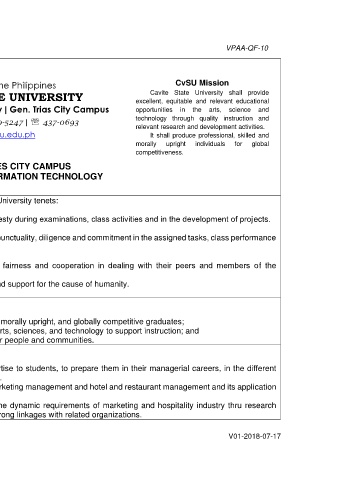 VPAA-QF-10
he Philippines
E UNIVERSITY
y | Gen. Trias City Campus
9-5247 | ☏ 437-0693
u.edu.ph
CvSU Mission
Cavite State University shall provide
excellent, equitable and relevant educational
opportunities in the arts, science and
technology through quality instruction and
relevant research and development activities.
It shall produce professional, skilled and
morally upright individuals for global
competitiveness.
ES CITY CAMPUS
RMATION TECHNOLOGY
University tenets:
esty during examinations, class activities and in the development of projects.
punctuality, diligence and commitment in the assigned tasks, class performance
fairness and cooperation in dealing with their peers and members of the
nd support for the cause of humanity.
morally upright, and globally competitive graduates;
rts, sciences, and technology to support instruction; and
r people and communities.
tise to students, to prepare them in their managerial careers, in the different
rketing management and hotel and restaurant management and its application
he dynamic requirements of marketing and hospitality industry thru research
rong linkages with related organizations.
V01-2018-07-17